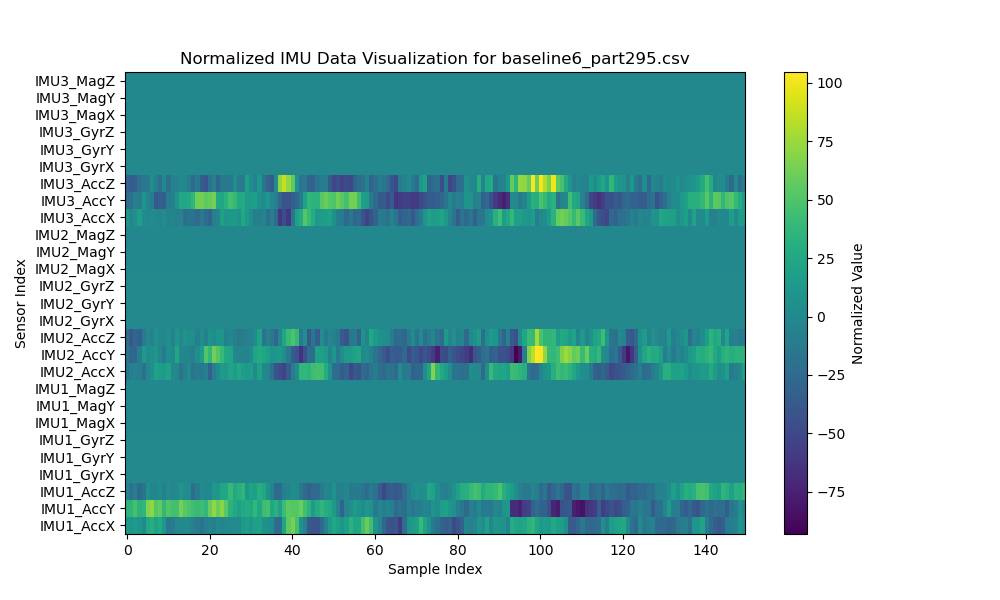 Normalized IMU Data Visualization for baseline6_part295.csv
IMU3_MagZ
IMU3_MagY
IMU3_MagX
IMU3_GyrZ
IMU3_GyrY
IMU3_GyrX
IMU3_AccZ
IMU3_AccY
IMU3_AccX
IMU2_MagZ
IMU2_MagY
IMU2_MagX
IMU2_GyrZ
IMU2_GyrY
IMU2_GyrX
IMU2_AccZ
IMU2_AccY
IMU2_AccX
IMU1_MagZ
IMU1_MagY
IMU1_MagX
IMU1_GyrZ
IMU1_GyrY
IMU1_GyrX
IMU1_AccZ
IMU1_AccY
IMU1_AccX
Sensor Index
0 20 40 60 80 100 120 140
Sample Index
100
75
50
25
0
−25
−50
−75
Normalized Value